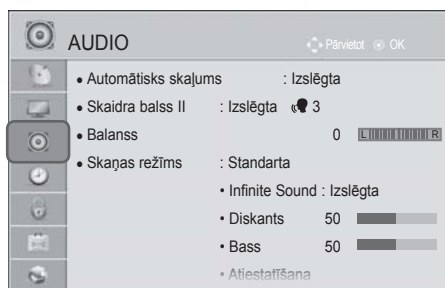 AUDIO Pārvietot OK
• Automātisks skaļums : Izslēgta
• Skaidra balss II : Izslēgta 3
• Balanss 0 L R
• Skaņas režīms : Standarta
• Infinite Sound : Izslēgta
• Diskants 50
• Bass 50
• Atiestatīšana